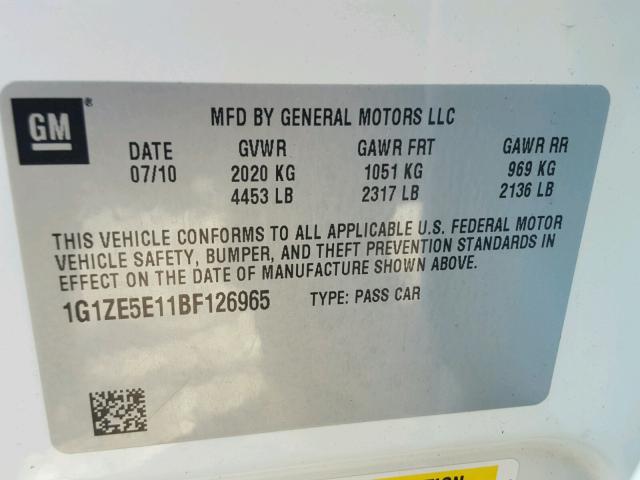 GM ®
MFD BY GENERAL MOTORS LLC
DATE GVWR GAWR FRT GAWR RR
07/10 2020 KG 1051 KG 969 KG
4453 LB 2317 LB 2136 LB
THIS VEHICLE CONFORMS TO ALL APPLICABLE U.S. FEDERAL MOTOR
VEHICLE SAFETY, BUMPER, AND THEFT PREVENTION STANDARDS IN
EFFECT ON THE DATE OF MANUFACTURE SHOWN ABOVE.
1G1ZE5E11BF126965 TYPE: PASS CAR